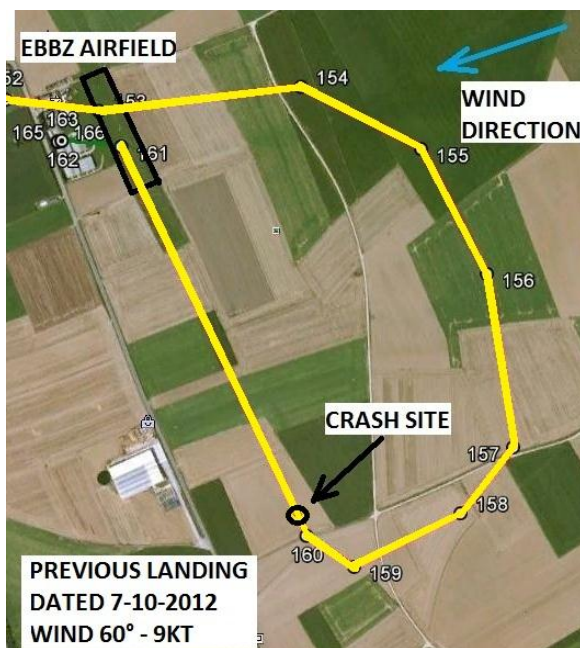 EBBZ AIRFIELD
52
153
154
WIND
DIRECTION
163
165
166
162
161
155
156
CRASH SITE
157
158
160
159
PREVIOUS LANDING
DATED 7-10-2012
WIND 60° - 9KT